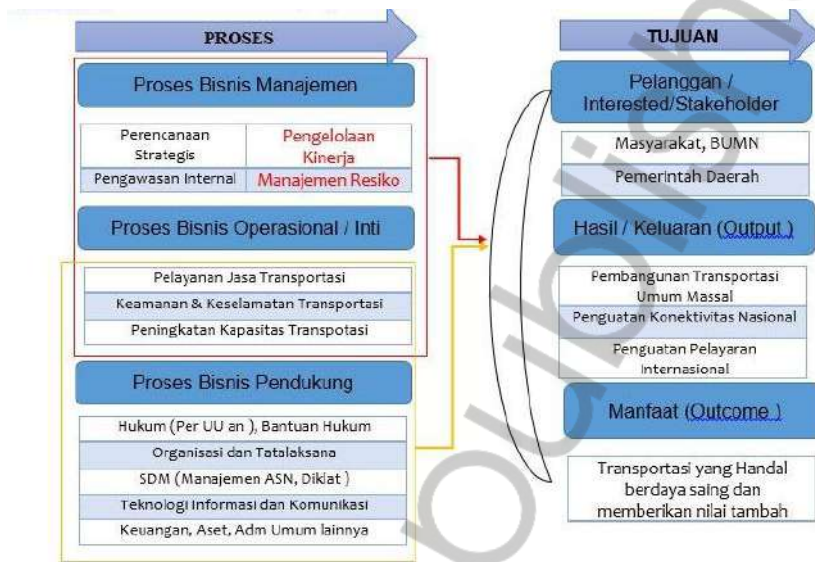 PROSES
Proses Bisnis Manajemen
Perencanaan
Strategis
Pengelolaan
Kinerja
Pengawasan Internal
Manajemen Resiko
Proses Bisnis Operasional / Inti
Pelayanan Jasa Transportasi
Keamanan & Keselamatan Transportasi
Peningkatan Kapasitas Transpotasi
Proses Bisnis Pendukung
Hukum (Per UU an ), Bantuan Hukum
Organisasi dan Tatalaksana
SDM (Manajemen ASN, Diklat )
Teknologi Informasi dan Komunikasi
Keuangan, Aset, Adm Umum lainnya
TUJUAN
Pelanggan /
Interested/Stakeholder
Masyarakat, BUMN
Pemerintah Daerah
Hasil / Keluaran (Output )
Pembangunan Transportasi
Umum Massal
Penguatan Konektivitas Nasional
Penguatan Pelayaran
Internasional
Manfaat (Outcome )
Transportasi yang Handal
berdaya saing dan
memberikan nilai tambah
publish